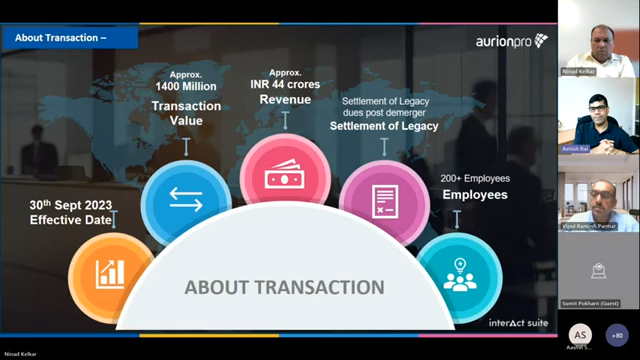 About Transaction –
aurionpro
Approx.
1400 Million
Transaction
Value
Approx.
INR 44 crores
Revenue
Settlement of Legacy
dues post demerger
Settlement of Legacy
200+ Employees
Employees
30th Sept 2023
Effective Date
ABOUT TRANSACTION
interAct suite
Ninad Kelkar
Ninad Kelkar
Ashish Rai
Vipul Ramesh Parmar
Sumit Pokharn (Guest)
AS
+80